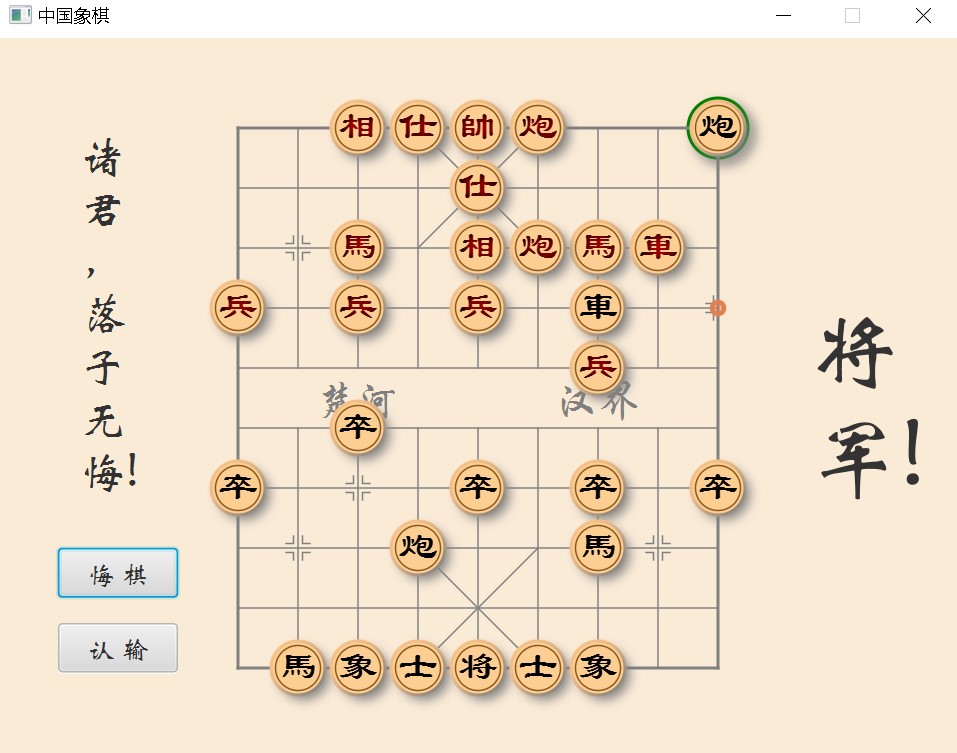 中国象棋
诸君，落子无悔!
相仕帥炮炮
仕
馬相炮馬車
兵兵兵車
兵
楚河 汉界
卒
卒卒卒卒
炮馬
馬象士将士象
将军!
悔棋
认输